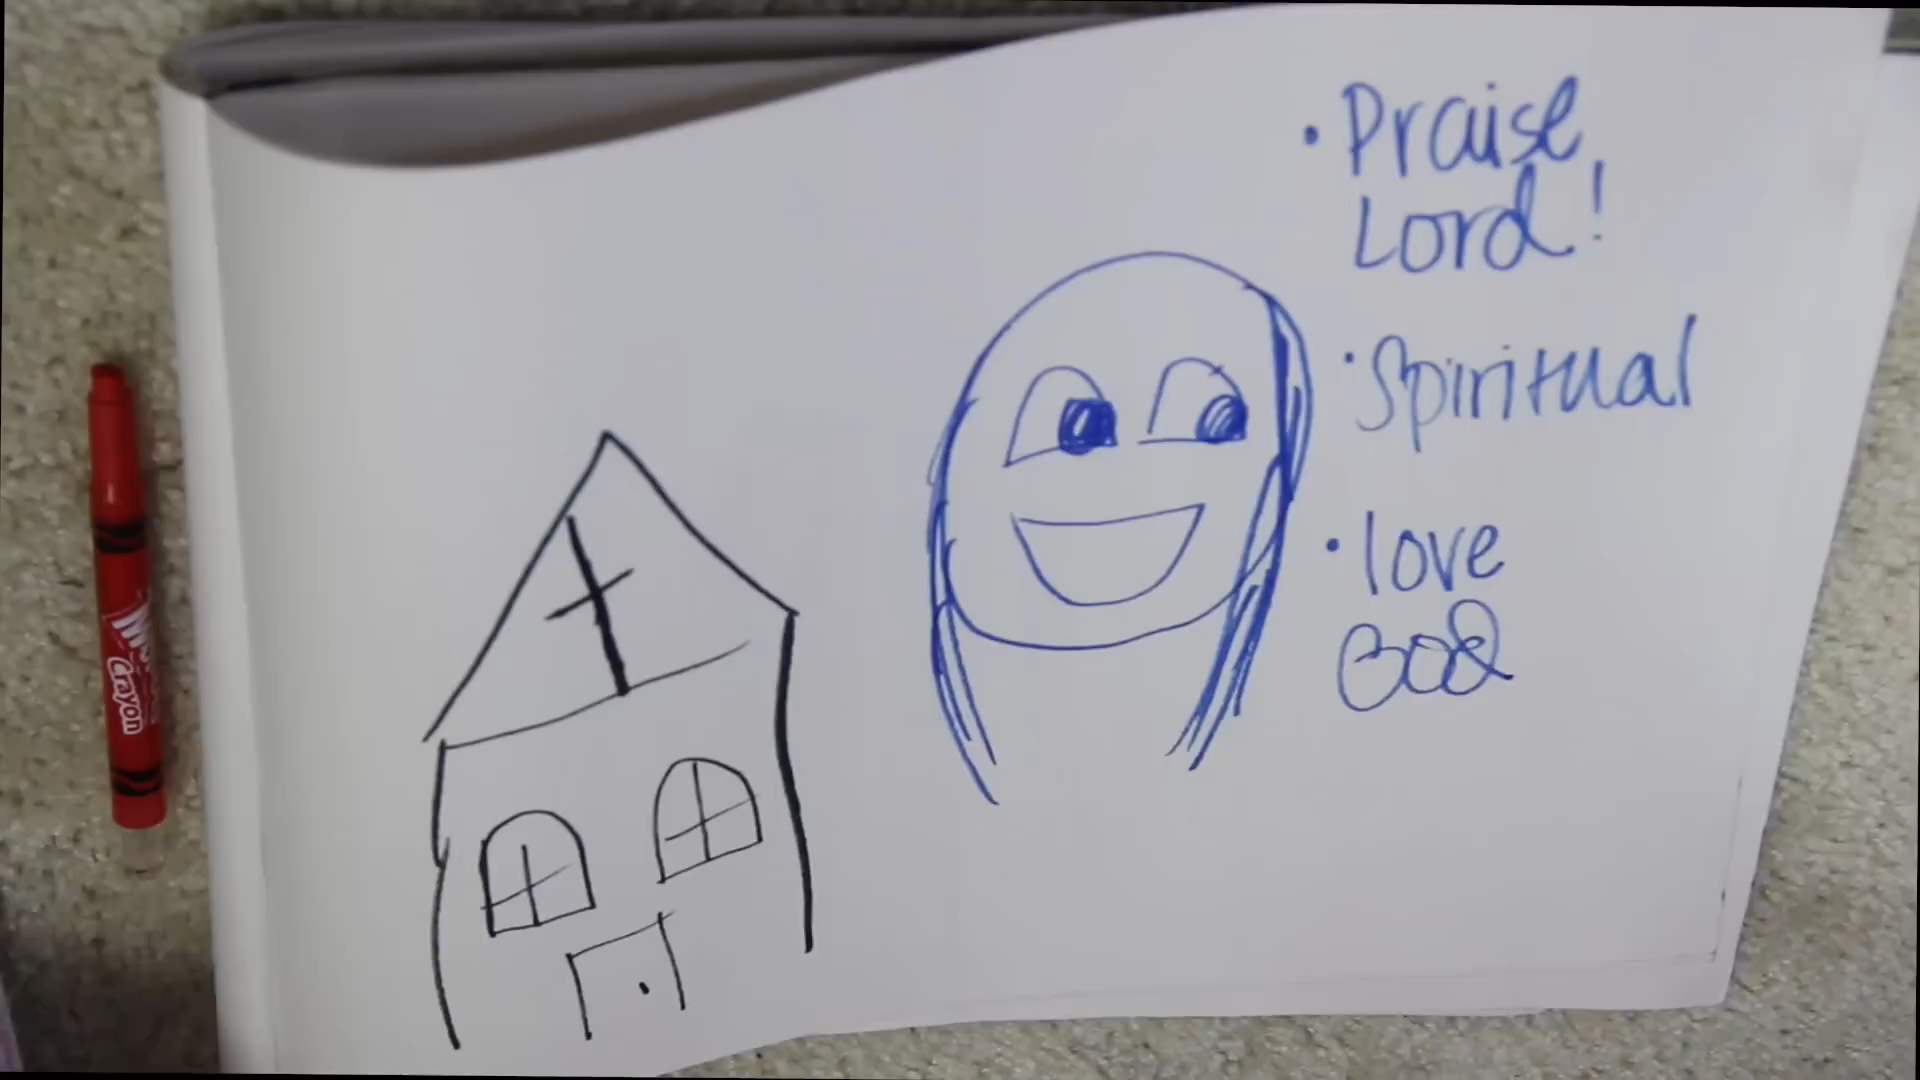 • Praise
Lord!
• Spiritual
• love
God
Crayon